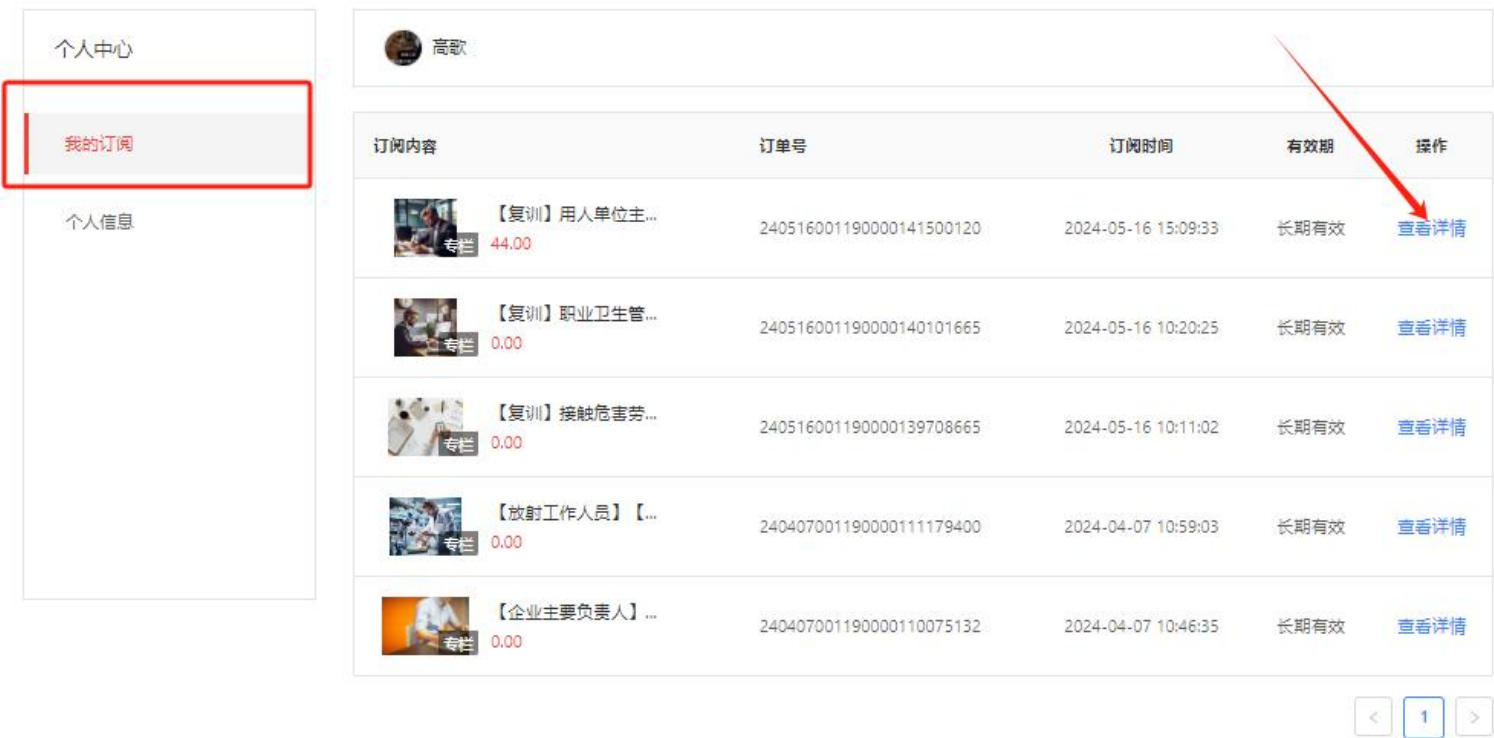 个人中心
我的订阅
个人信息
高歌
订阅内容 订单号 订阅时间 有效期 操作
【复训】用人单位主...
专栏 44.00
240516001190000141500120 2024-05-16 15:09:33 长期有效 查看详情
【复训】职业卫生管...
专栏 0.00
240516001190000140101665 2024-05-16 10:20:25 长期有效 查看详情
【复训】接触危害劳...
专栏 0.00
240516001190000139708665 2024-05-16 10:11:02 长期有效 查看详情
【放射工作人员】【...
专栏 0.00
240407001190000111179400 2024-04-07 10:59:03 长期有效 查看详情
【企业主要负责人】...
专栏 0.00
240407001190000110075132 2024-04-07 10:46:35 长期有效 查看详情
< 1 >